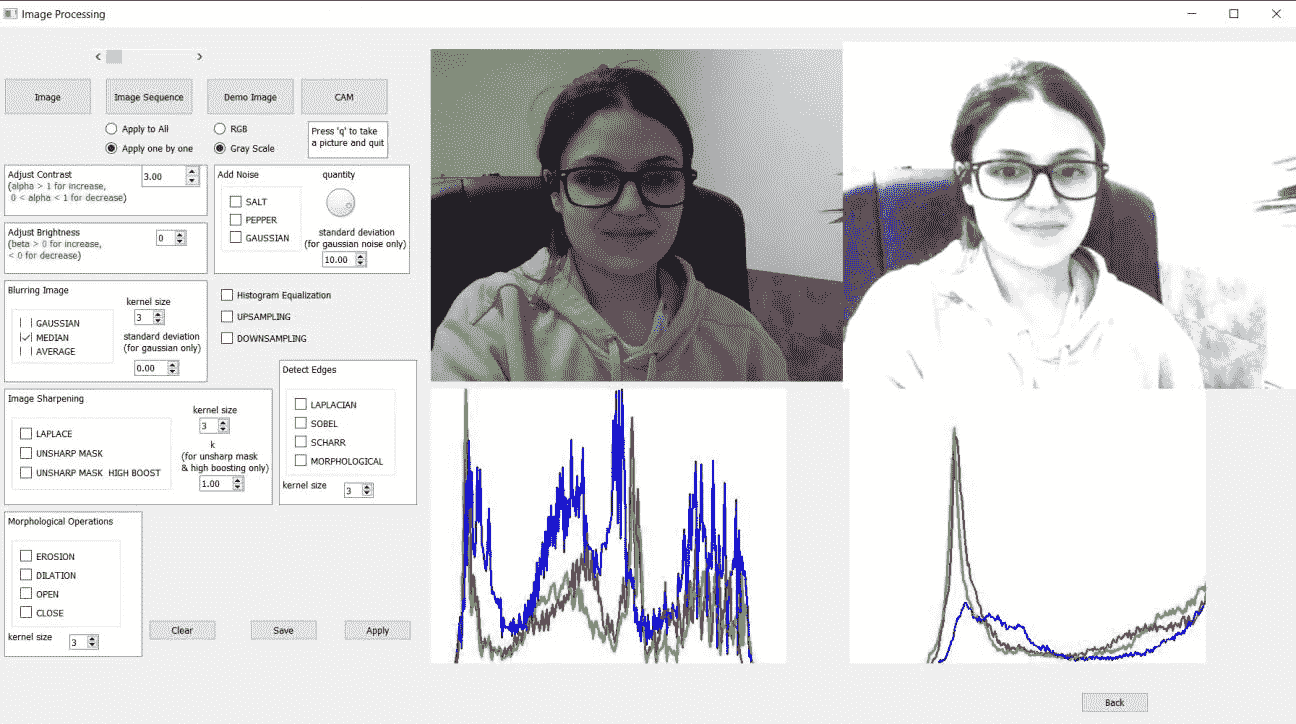 Image Processing
Image
Image Sequence
Demo Image
CAM
Apply to All
Apply one by one
RGB
Gray Scale
Press 'q' to take
a picture and quit
Adjust Contrast
(alpha > 1 for increase,
0 < alpha < 1 for decrease)
3.00
Adjust Brightness
(beta > 0 for increase,
< 0 for decrease)
0
Add Noise
quantity
SALT
PEPPER
GAUSSIAN
standard deviation
(for gaussian noise only)
10.00
Blurring Image
kernel size
3
GAUSSIAN
MEDIAN
AVERAGE
standard deviation
(for gaussian only)
0.00
Histogram Equalization
UPSAMPLING
DOWNSAMPLING
Image Sharpening
kernel size
3
LAPLACE
UNSHARP MASK
UNSHARP MASK HIGH BOOST
k
(for unsharp mask
& high boosting only)
1.00
Detect Edges
LAPLACIAN
SOBEL
SCHARR
MORPHOLOGICAL
kernel size
3
Morphological Operations
EROSION
DILATION
OPEN
CLOSE
kernel size
3
Clear
Save
Apply
Back